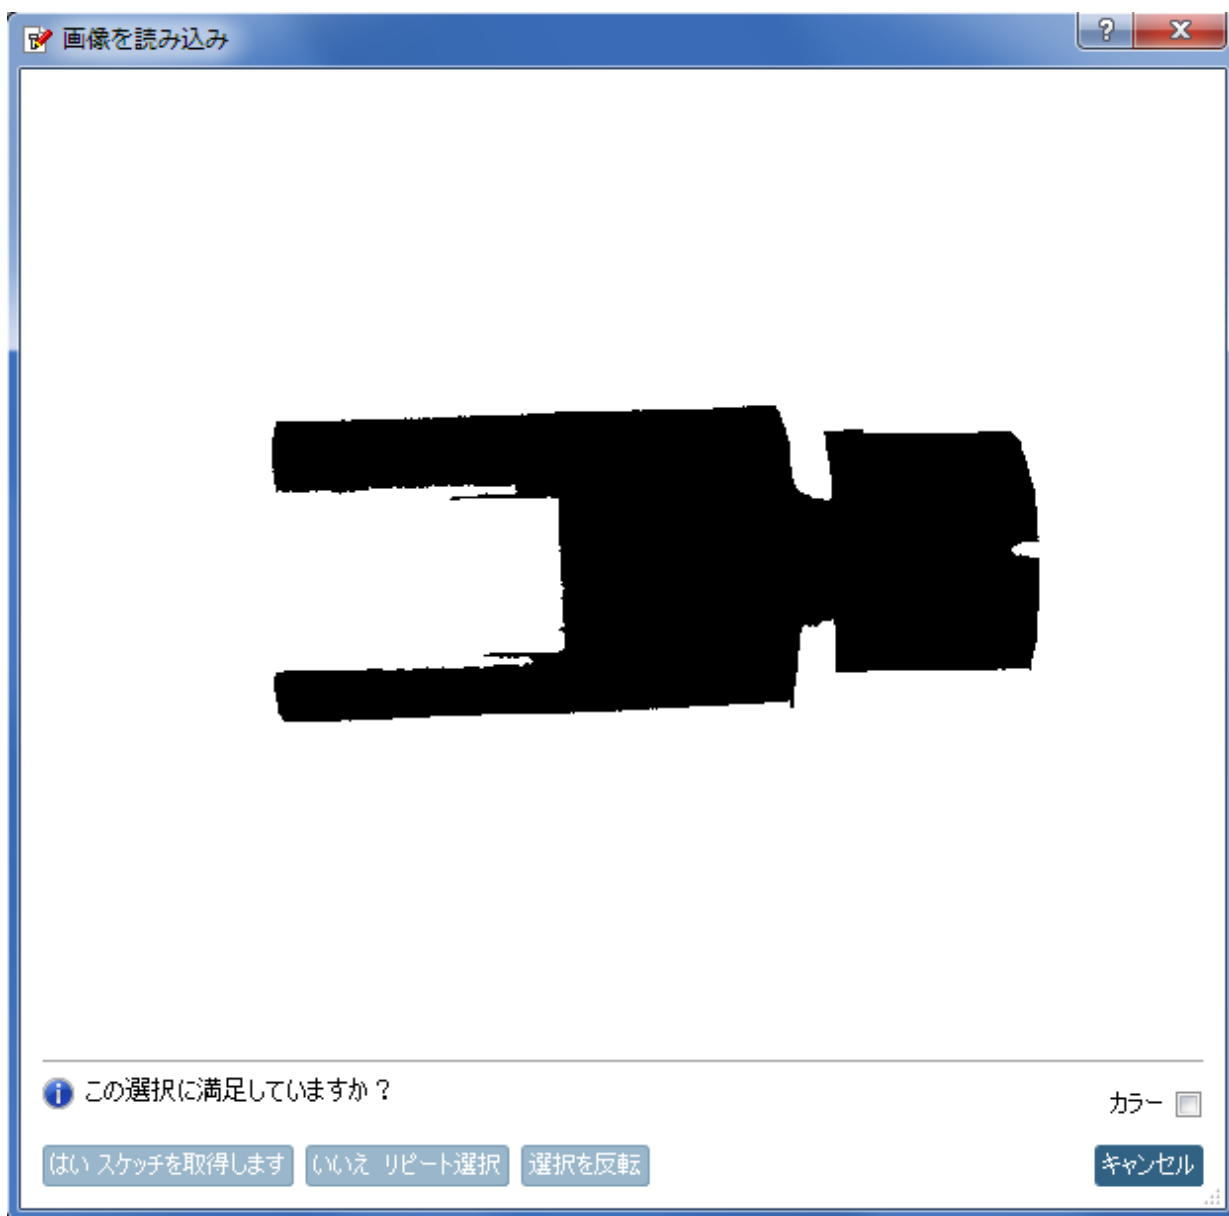 画像を読み込み
この選択に満足していますか？
カラー
はい スケッチを取得します
いいえ リピート選択
選択を反転
キャンセル